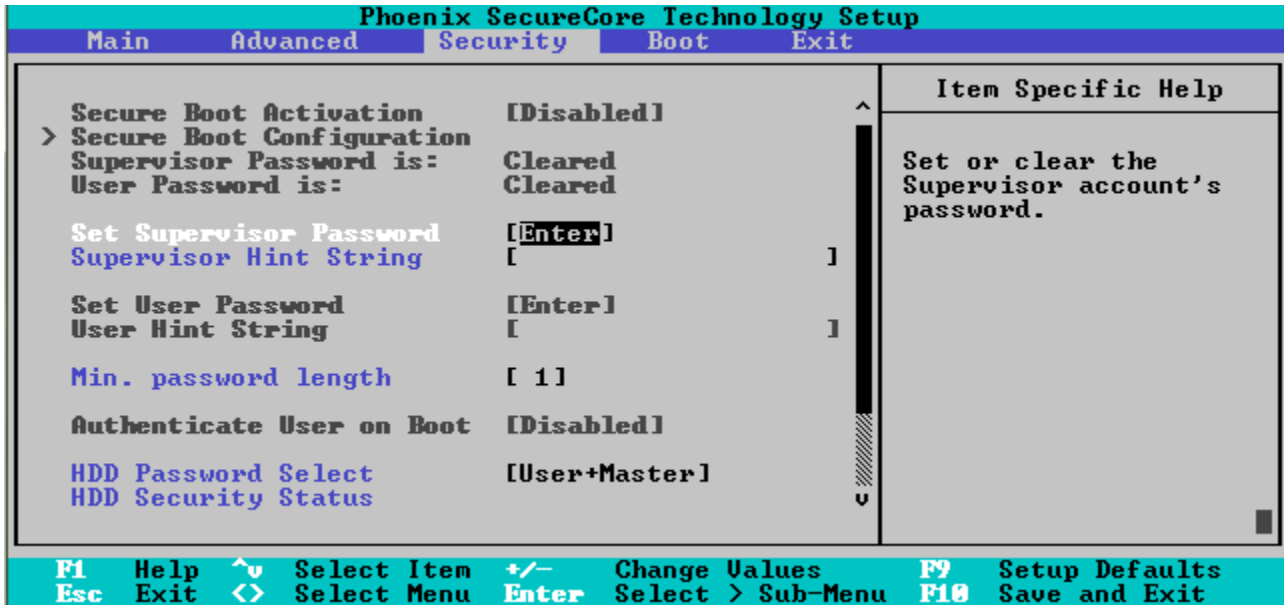 Phoenix SecureCore Technology Setup
Main Advanced Security Boot Exit
Item Specific Help
Secure Boot Activation [Disabled]
> Secure Boot Configuration
Supervisor Password is: Cleared
User Password is: Cleared
Set or clear the
Supervisor account's
password.
Set Supervisor Password [Enter]
Supervisor Hint String [ ]
Set User Password [Enter]
User Hint String [ ]
Min. password length [ 1]
Authenticate User on Boot [Disabled]
HDD Password Select [User+Master]
HDD Security Status
F1 Help ^v Select Item +/- Change Values F9 Setup Defaults
Esc Exit <> Select Menu Enter Select > Sub-Menu F10 Save and Exit